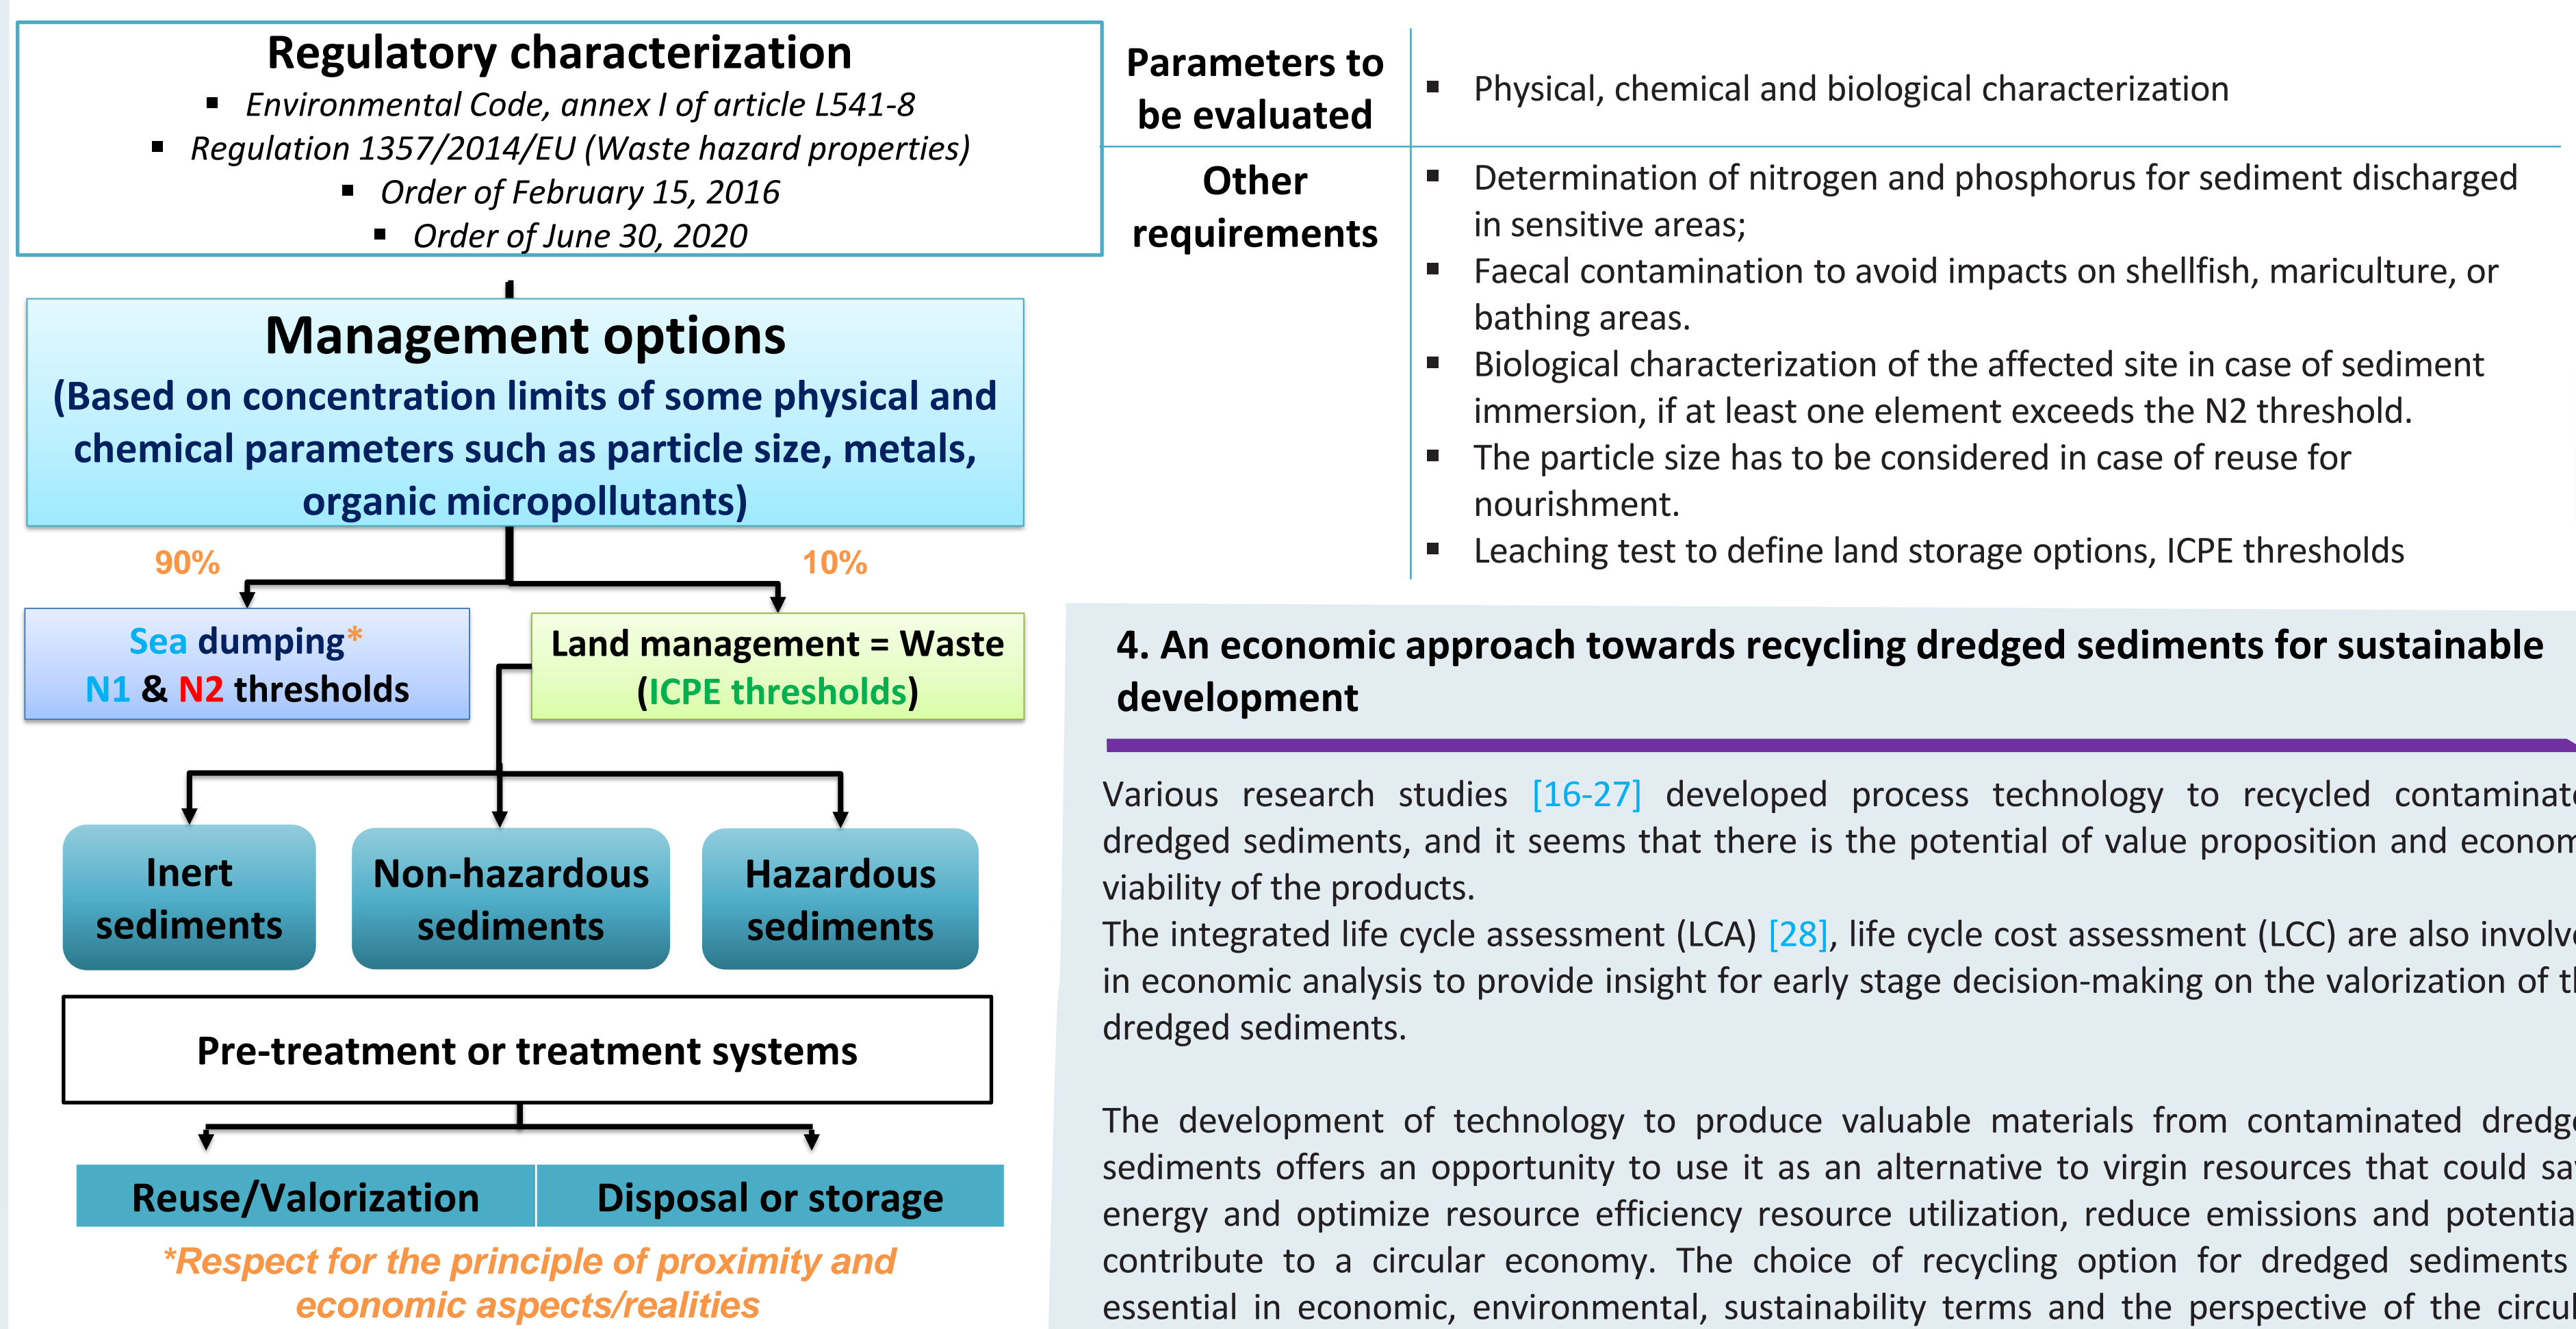 Regulatory characterization
▪ Environmental Code, annex I of article L541-8
▪ Regulation 1357/2014/EU (Waste hazard properties)
▪ Order of February 15, 2016
▪ Order of June 30, 2020
Management options
(Based on concentration limits of some physical and
chemical parameters such as particle size, metals,
organic micropollutants)
90%
10%
Sea dumping*
N1 & N2 thresholds
Land management = Waste
(ICPE thresholds)
Inert
sediments
Non-hazardous
sediments
Hazardous
sediments
Pre-treatment or treatment systems
Reuse/Valorization
Disposal or storage
*Respect for the principle of proximity and
economic aspects/realities
Parameters to
be evaluated
▪ Physical, chemical and biological characterization
Other
requirements
▪ Determination of nitrogen and phosphorus for sediment discharged
in sensitive areas;
▪ Faecal contamination to avoid impacts on shellfish, mariculture, or
bathing areas.
▪ Biological characterization of the affected site in case of sediment
immersion, if at least one element exceeds the N2 threshold.
▪ The particle size has to be considered in case of reuse for
nourishment.
▪ Leaching test to define land storage options, ICPE thresholds
4. An economic approach towards recycling dredged sediments for sustainable
development
Various research studies [16-27] developed process technology to recycled contaminate
dredged sediments, and it seems that there is the potential of value proposition and econom
viability of the products.
The integrated life cycle assessment (LCA) [28], life cycle cost assessment (LCC) are also involve
in economic analysis to provide insight for early stage decision-making on the valorization of th
dredged sediments.
The development of technology to produce valuable materials from contaminated dredge
sediments offers an opportunity to use it as an alternative to virgin resources that could sav
energy and optimize resource efficiency resource utilization, reduce emissions and potential
contribute to a circular economy. The choice of recycling option for dredged sediments
essential in economic, environmental, sustainability terms and the perspective of the circul